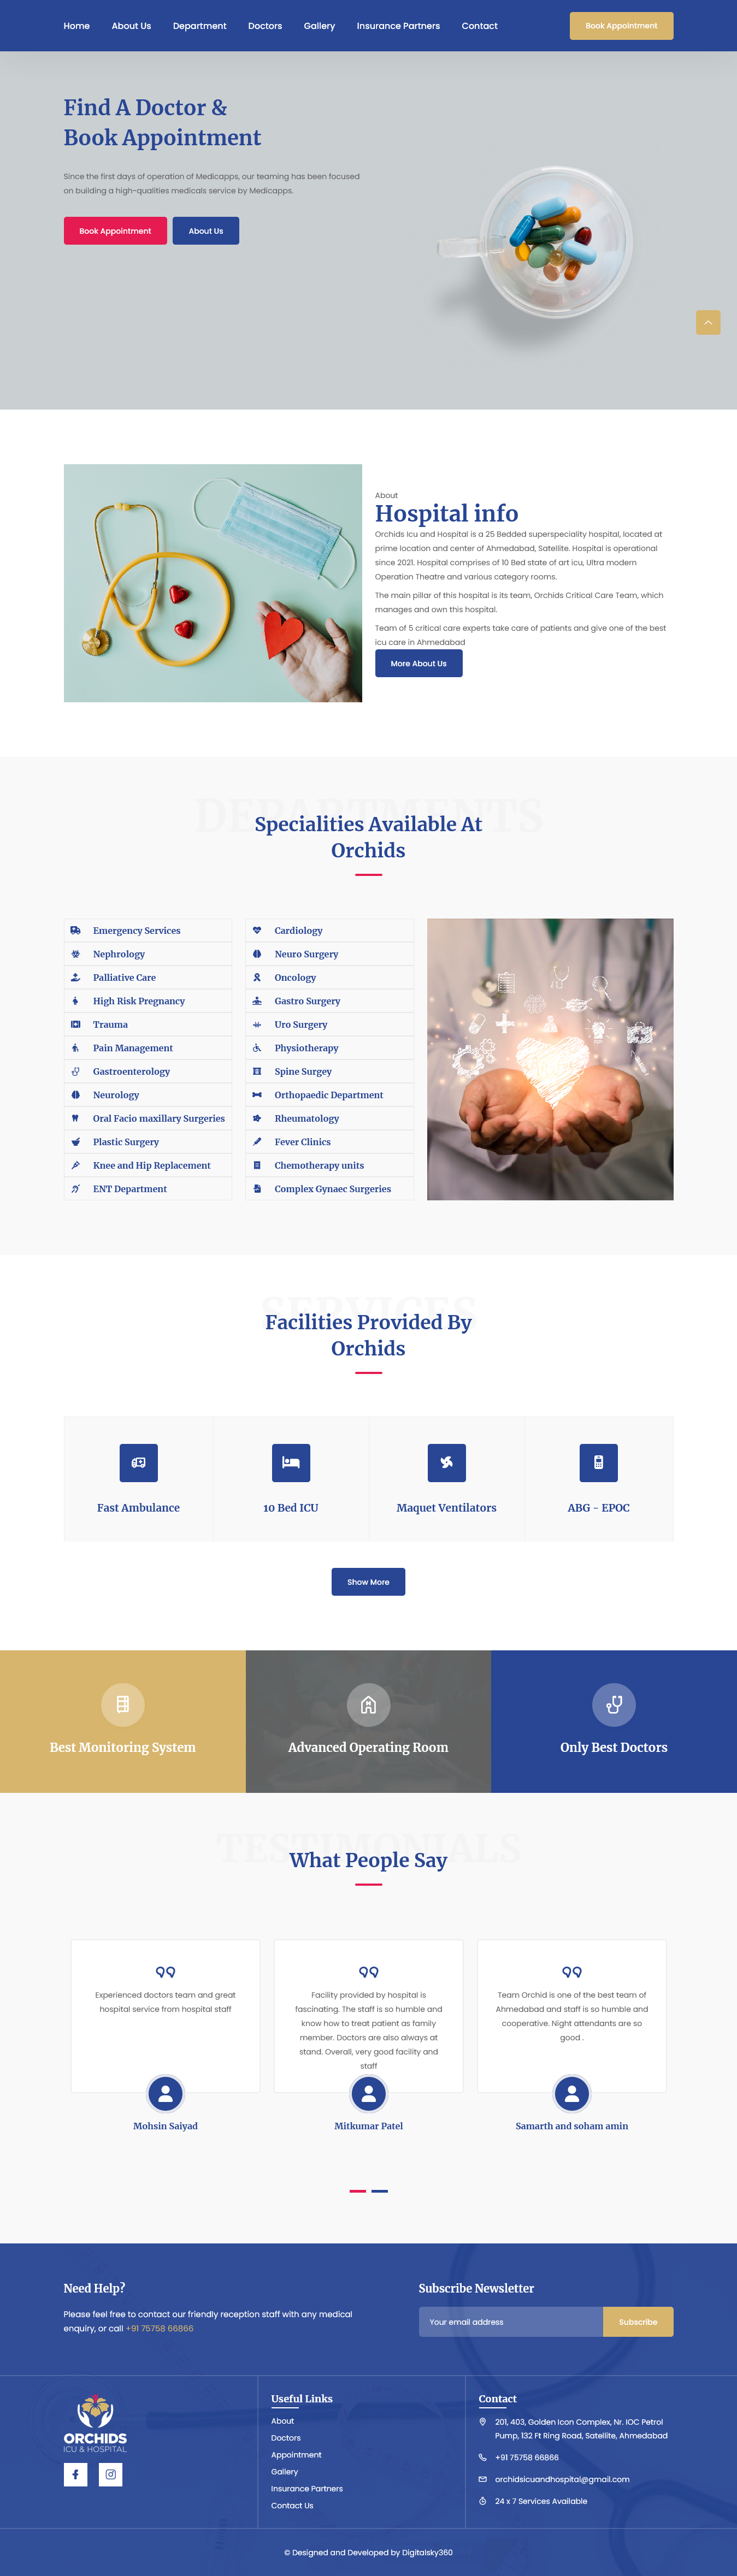 Home About Us Department Doctors Gallery Insurance Partners Contact Book Appointment
Find A Doctor &
Book Appointment
Since the first days of operation of Medicapps, our teaming has been focused
on building a high-qualities medicals service by Medicapps.
Book Appointment About Us
About
Hospital info
Orchids Icu and Hospital is a 25 Bedded superspeciality hospital, located at
prime location and center of Ahmedabad, Satellite. Hospital is operational
since 2021. Hospital comprises of 10 Bed state of art icu, Ultra modern
Operation Theatre and various category rooms.
The main pillar of this hospital is its team, Orchids Critical Care Team, which
manages and own this hospital.
Team of 5 critical care experts take care of patients and give one of the best
icu care in Ahmedabad
More About Us
DEPARTMENTS
Specialities Available At
Orchids
Emergency Services
Nephrology
Palliative Care
High Risk Pregnancy
Trauma
Pain Management
Gastroenterology
Neurology
Oral Facio maxillary Surgeries
Plastic Surgery
Knee and Hip Replacement
ENT Department
Cardiology
Neuro Surgery
Oncology
Gastro Surgery
Uro Surgery
Physiotherapy
Spine Surgey
Orthopaedic Department
Rheumatology
Fever Clinics
Chemotherapy units
Complex Gynaec Surgeries
SERVICES
Facilities Provided By
Orchids
Fast Ambulance
10 Bed ICU
Maquet Ventilators
ABG - EPOC
Show More
Best Monitoring System
Advanced Operating Room
Only Best Doctors
TESTIMONIALS
What People Say
Experienced doctors team and great
hospital service from hospital staff
Mohsin Saiyad
Facility provided by hospital is
fascinating. The staff is so humble and
know how to treat patient as family
member. Doctors are also always at
stand. Overall, very good facility and
staff
Mitkumar Patel
Team Orchid is one of the best team of
Ahmedabad and staff is so humble and
cooperative. Night attendants are so
good .
Samarth and soham amin
Need Help?
Please feel free to contact our friendly reception staff with any medical
enquiry, or call +91 75758 66866
Subscribe Newsletter
Your email address Subscribe
ORCHIDS
ICU & HOSPITAL
Useful Links
About
Doctors
Appointment
Gallery
Insurance Partners
Contact Us
Contact
201, 403, Golden Icon Complex, Nr. IOC Petrol
Pump, 132 Ft Ring Road, Satellite, Ahmedabad
+91 75758 66866
orchidsicuandhospital@gmail.com
24 x 7 Services Available
© Designed and Developed by Digitalsky360